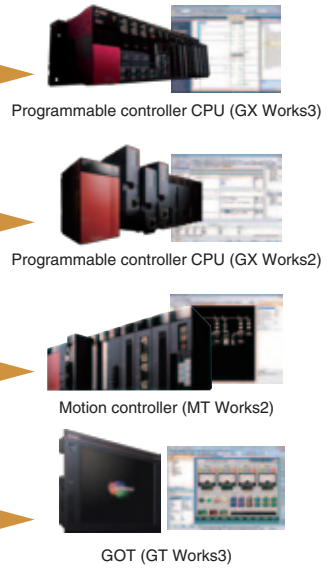 Programmable controller CPU (GX Works3)
Programmable controller CPU (GX Works2)
Motion controller (MT Works2)
GOT (GT Works3)